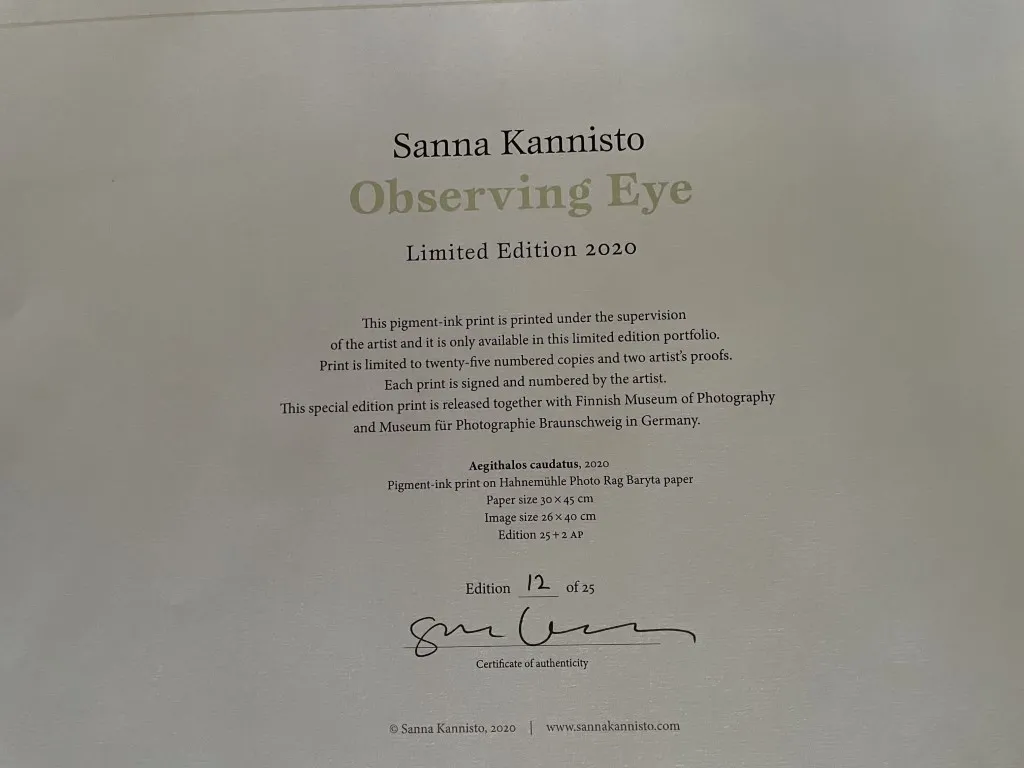 Sanna Kannisto
Observing Eye
Limited Edition 2020
This pigment-ink print is printed under the supervision
of the artist and it is only available in this limited edition portfolio.
Print is limited to twenty-five numbered copies and two artist's proofs.
Each print is signed and numbered by the artist.
This special edition print is released together with Finnish Museum of Photography
and Museum für Photographie Braunschweig in Germany.
Aegithalos caudatus, 2020
Pigment-ink print on Hahnemühle Photo Rag Baryta paper
Paper size 30 × 45 cm
Image size 26 × 40 cm
Edition 25 + 2 AP
Edition 12 of 25
Certificate of authenticity
© Sanna Kannisto, 2020 | www.sannakannisto.com